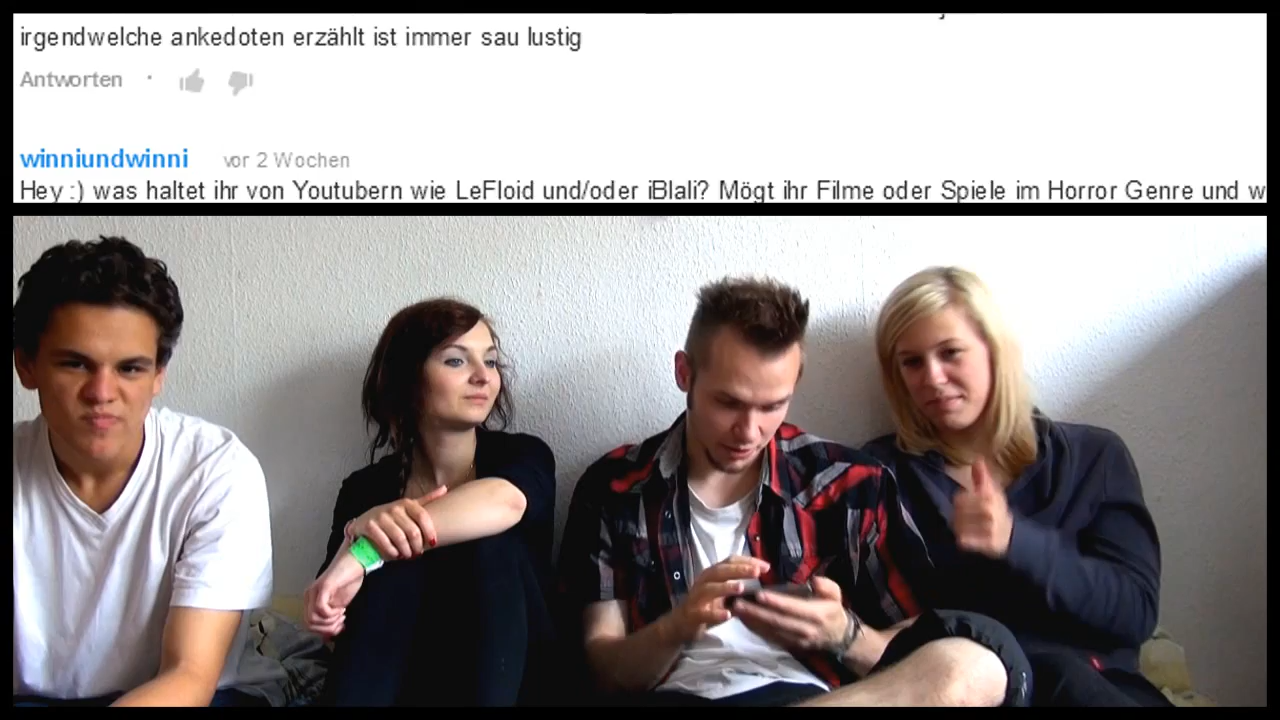 irgendwelche ankedoten erzählt ist immer sau lustig
Antworten ·
winniundwinni vor 2 Wochen
Hey :) was haltet ihr von Youtubern wie LeFloid und/oder iBlali? Mögt ihr Filme oder Spiele im Horror Genre und w